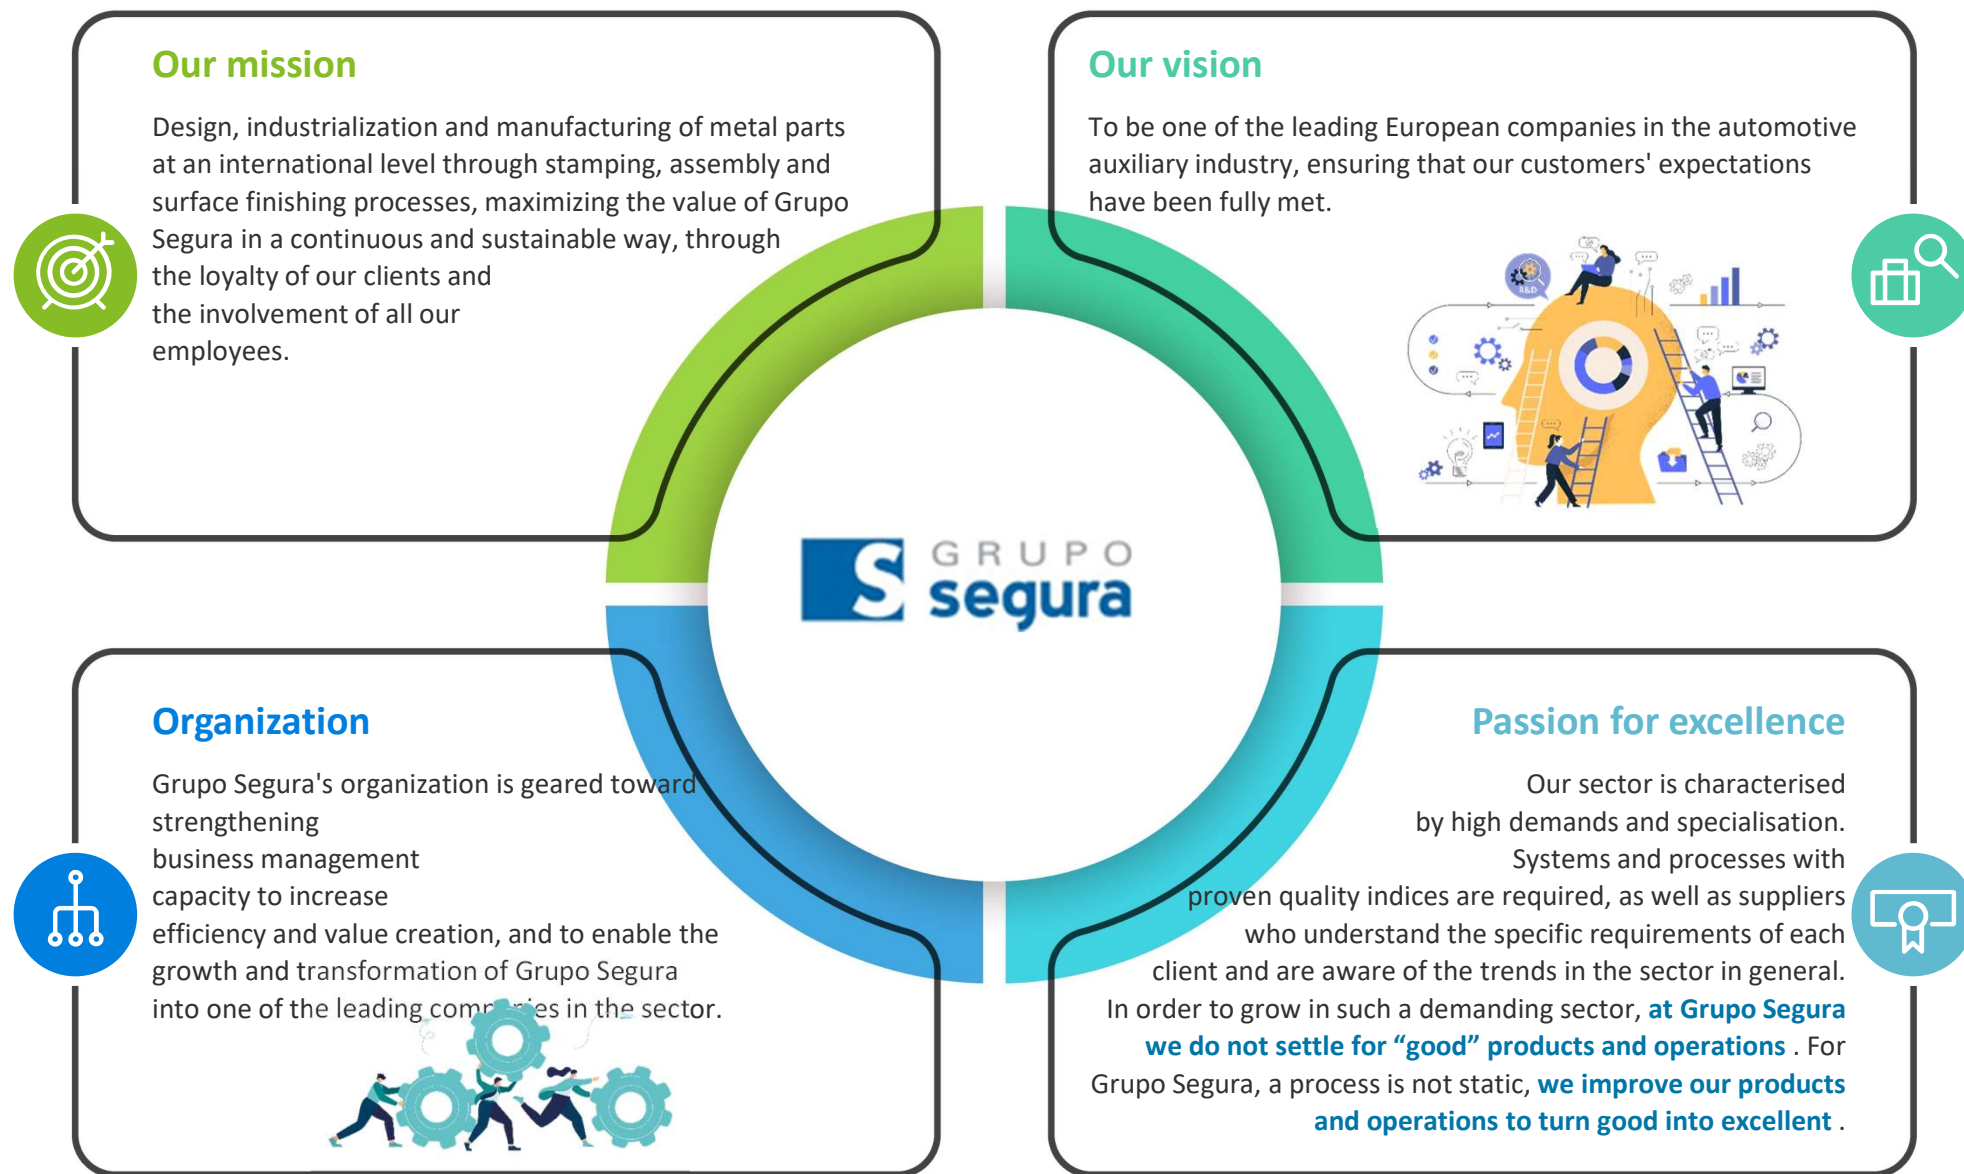 Our mission
Design, industrialization and manufacturing of metal parts
at an international level through stamping, assembly and
surface finishing processes, maximizing the value of Grupo
Segura in a continuous and sustainable way, through
the loyalty of our clients and
the involvement of all our
employees.
Our vision
To be one of the leading European companies in the automotive
auxiliary industry, ensuring that our customers' expectations
have been fully met.
R&D
GRUPO
segura
Organization
Grupo Segura's organization is geared toward
strengthening
business management
capacity to increase
efficiency and value creation, and to enable the
growth and transformation of Grupo Segura
into one of the leading companies in the sector.
Passion for excellence
Our sector is characterised
by high demands and specialisation.
Systems and processes with
proven quality indices are required, as well as suppliers
who understand the specific requirements of each
client and are aware of the trends in the sector in general.
In order to grow in such a demanding sector, at Grupo Segura
we do not settle for “good” products and operations . For
Grupo Segura, a process is not static, we improve our products
and operations to turn good into excellent .